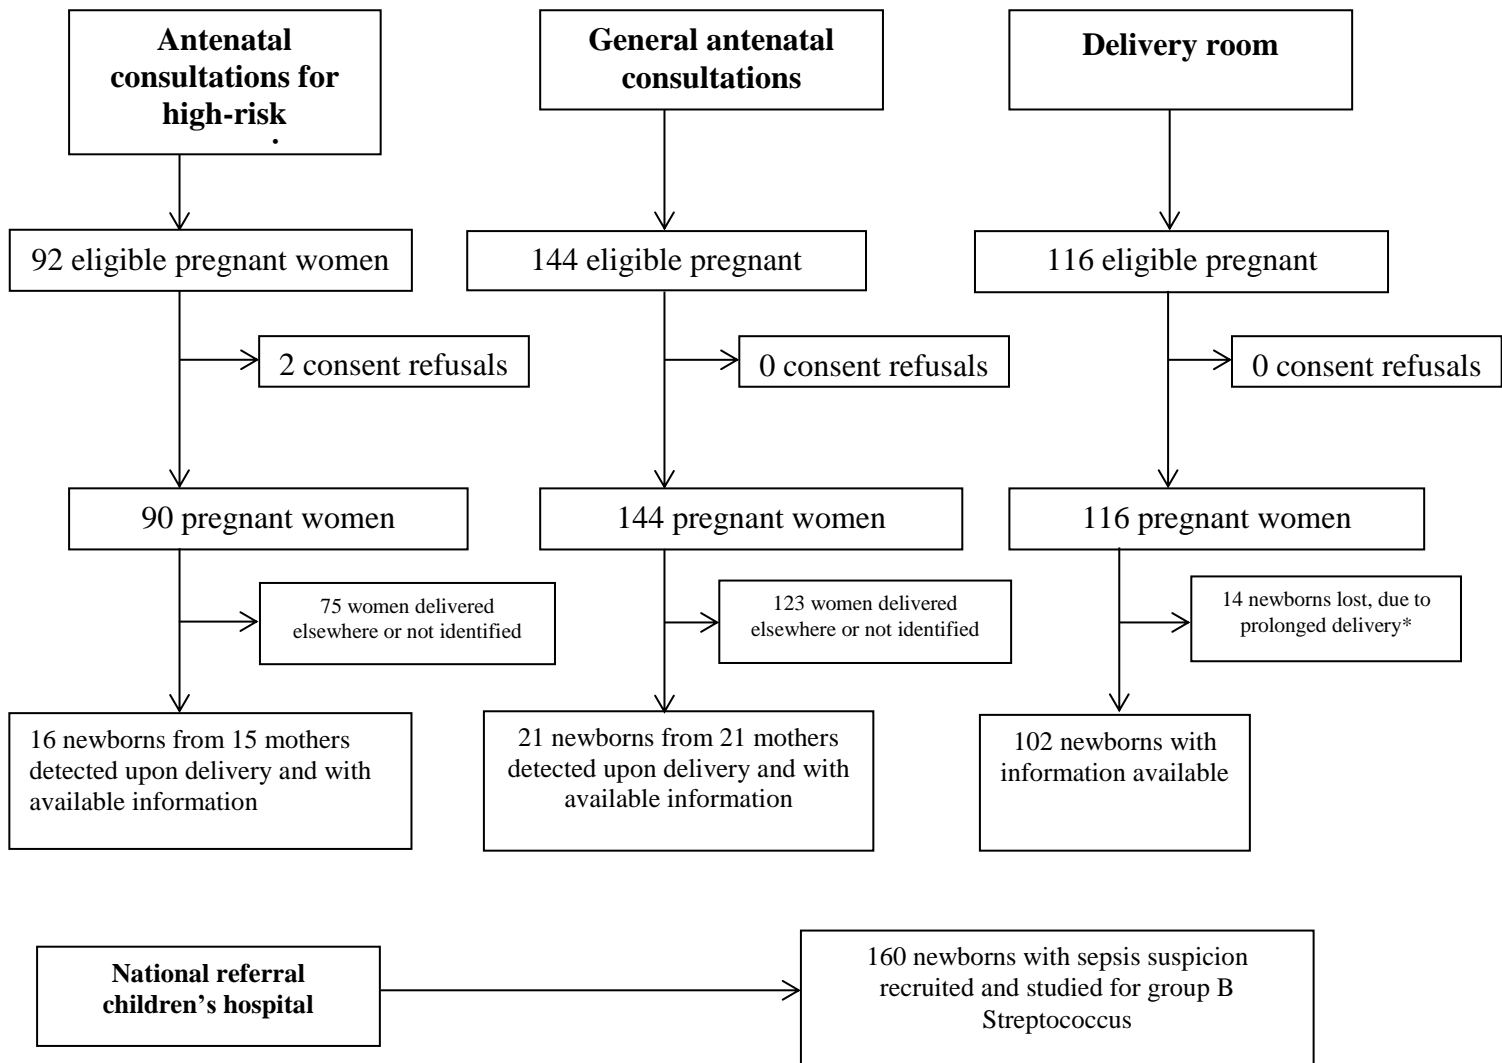 Antenatal
consultations for
high-risk
.
General antenatal
consultations
Delivery room
92 eligible pregnant women
144 eligible pregnant
116 eligible pregnant
2 consent refusals
0 consent refusals
0 consent refusals
90 pregnant women
144 pregnant women
116 pregnant women
75 women delivered
elsewhere or not identified
123 women delivered
elsewhere or not identified
14 newborns lost, due to
prolonged delivery*
16 newborns from 15 mothers
detected upon delivery and with
available information
21 newborns from 21 mothers
detected upon delivery and with
available information
102 newborns with
information available
National referral
children’s hospital
160 newborns with sepsis suspicion
recruited and studied for group B
Streptococcus